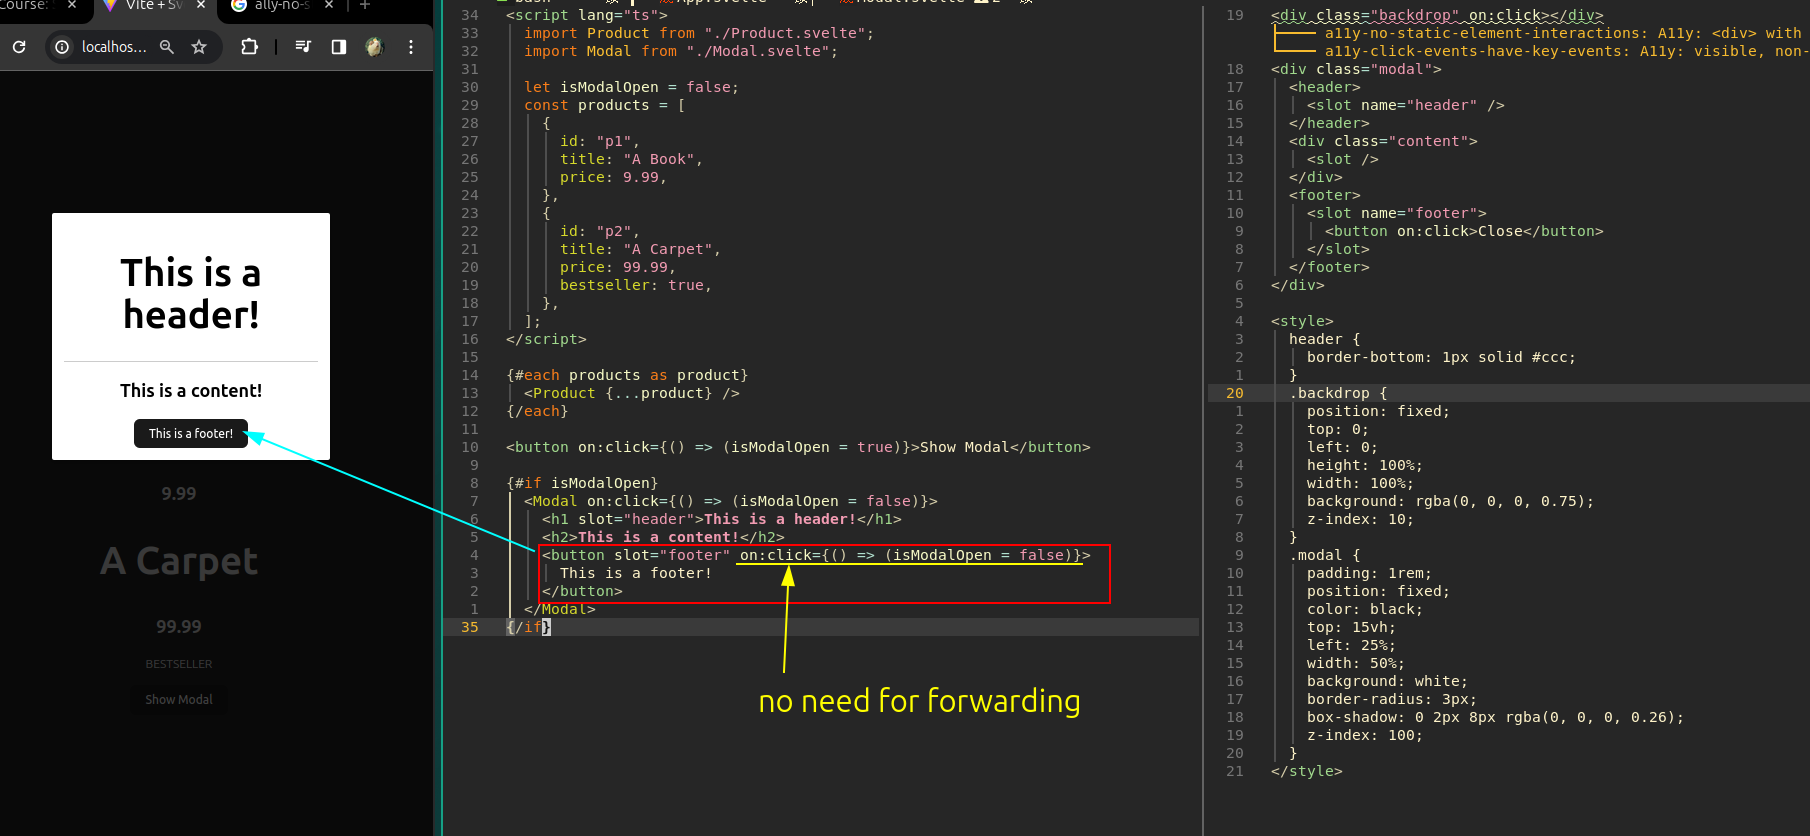 Course:
Vite + Sv
ally-no-s
localhos...
This is a
header!
This is a content!
This is a footer!
9.99
A Carpet
99.99
BESTSELLER
Show Modal
34 <script lang="ts">
33 import Product from "./Product.svelte";
32 import Modal from "./Modal.svelte";
31
30 let isModalOpen = false;
29 const products = [
28 {
27 id: "p1",
26 title: "A Book",
25 price: 9.99,
24 },
23 {
22 id: "p2",
21 title: "A Carpet",
20 price: 99.99,
19 bestseller: true,
18 },
17 ];
16 </script>
15
14 {#each products as product}
13 <Product {...product} />
12 {/each}
11
10 <button on:click={() => (isModalOpen = true)}>Show Modal</button>
9
8 {#if isModalOpen}
7 <Modal on:click={() => (isModalOpen = false)}>
6 <h1 slot="header">This is a header!</h1>
5 <h2>This is a content!</h2>
4 <button slot="footer" on:click={() => (isModalOpen = false)}>
3 This is a footer!
2 </button>
1 </Modal>
35 {/if}
no need for forwarding
19 <div class="backdrop" on:click></div>
a11y-no-static-element-interactions: A11y: <div> with
a11y-click-events-have-key-events: A11y: visible, non-
18 <div class="modal">
17 <header>
16 <slot name="header" />
15 </header>
14 <div class="content">
13 <slot />
12 </div>
11 <footer>
10 <slot name="footer">
9 <button on:click>Close</button>
8 </slot>
7 </footer>
6 </div>
5
4 <style>
3 header {
2 border-bottom: 1px solid #ccc;
1 }
20 .backdrop {
1 position: fixed;
2 top: 0;
3 left: 0;
4 height: 100%;
5 width: 100%;
6 background: rgba(0, 0, 0, 0.75);
7 z-index: 10;
8 }
9 .modal {
10 padding: 1rem;
11 position: fixed;
12 color: black;
13 top: 15vh;
14 left: 25%;
15 width: 50%;
16 background: white;
17 border-radius: 3px;
18 box-shadow: 0 2px 8px rgba(0, 0, 0, 0.26);
19 z-index: 100;
20 }
21 </style>